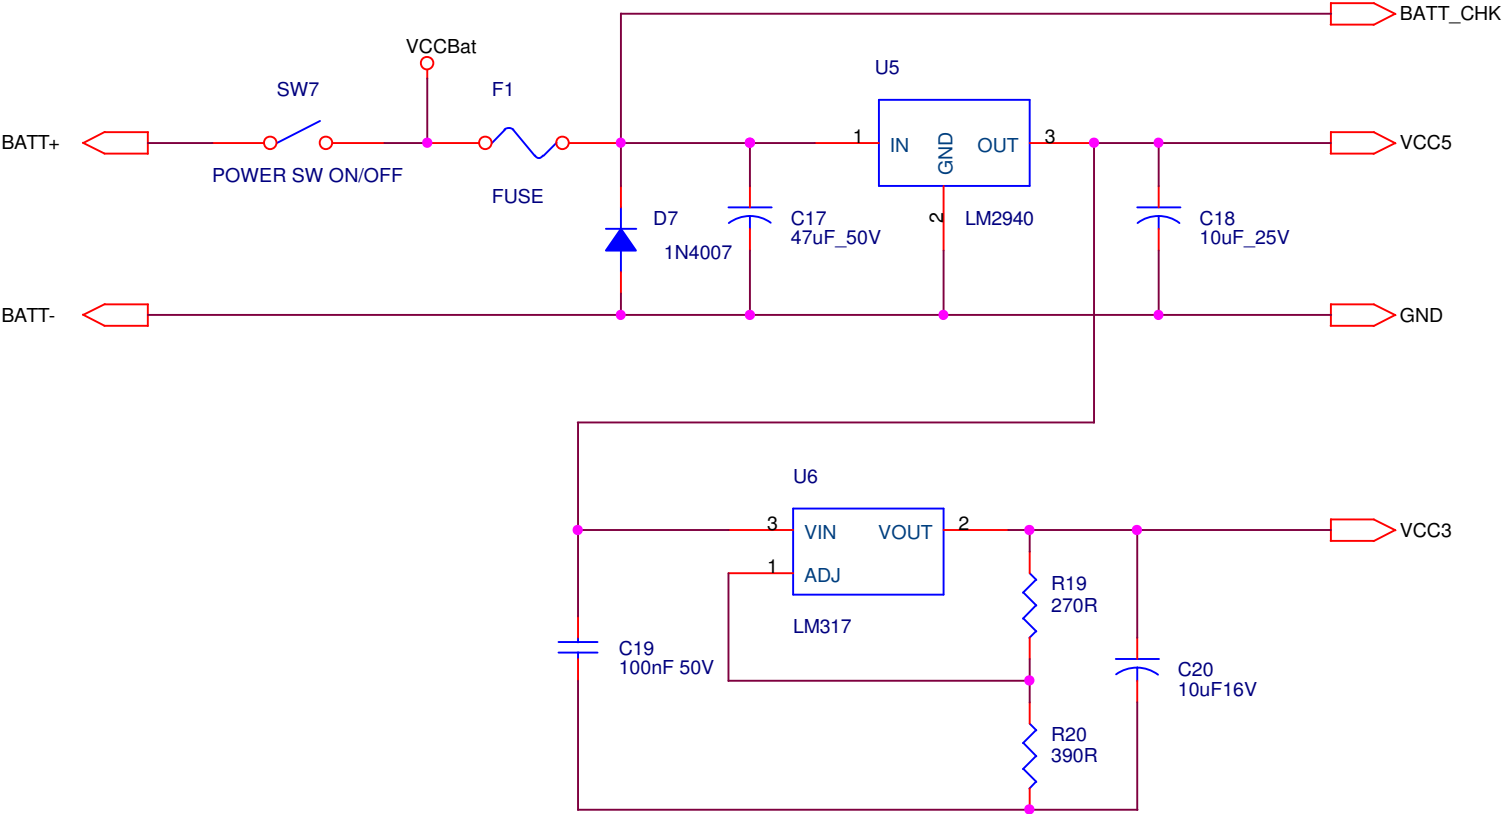 BATT_CHK
VCCBat
U5
SW7
F1
BATT+
1
IN
GND
OUT
3
VCC5
POWER SW ON/OFF
FUSE
D7
1N4007
C17
47uF_50V
2
LM2940
C18
10uF_25V
BATT-
GND
U6
3
VIN
VOUT
2
VCC3
1
ADJ
R19
270R
LM317
C19
100nF 50V
C20
10uF16V
R20
390R